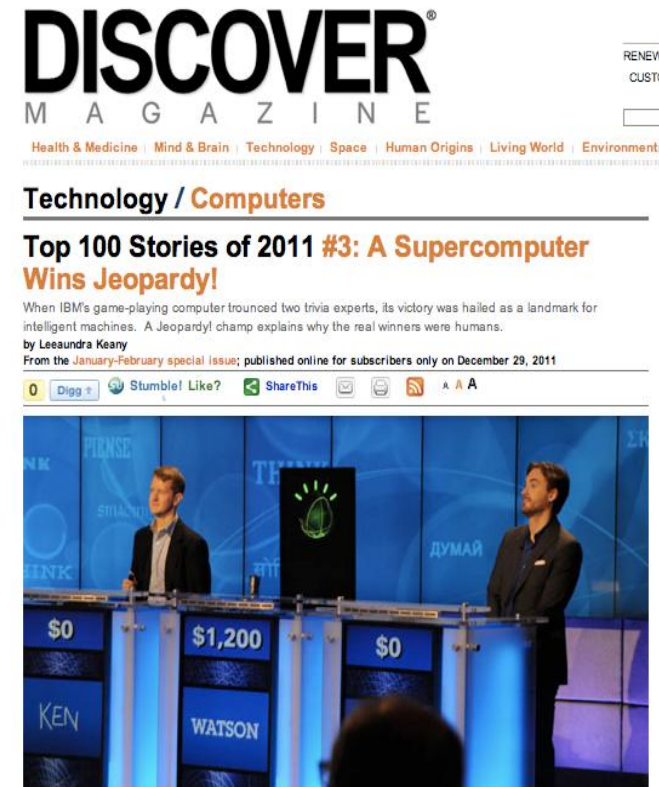 DISCOVER®
MAGAZINE
RENEW
CUSTO
Health & Medicine | Mind & Brain | Technology | Space | Human Origins | Living World | Environment
Technology / Computers
Top 100 Stories of 2011 #3: A Supercomputer
Wins Jeopardy!
When IBM's game-playing computer trounced two trivia experts, its victory was hailed as a landmark for
intelligent machines. A Jeopardy! champ explains why the real winners were humans.
by Leeaundra Keany
From the January-February special issue; published online for subscribers only on December 29, 2011
0 Digg Stumble! Like? ShareThis A A A
PIENSE
THINK
ДУМАЙ
$0
$1,200
$0
KEN
WATSON